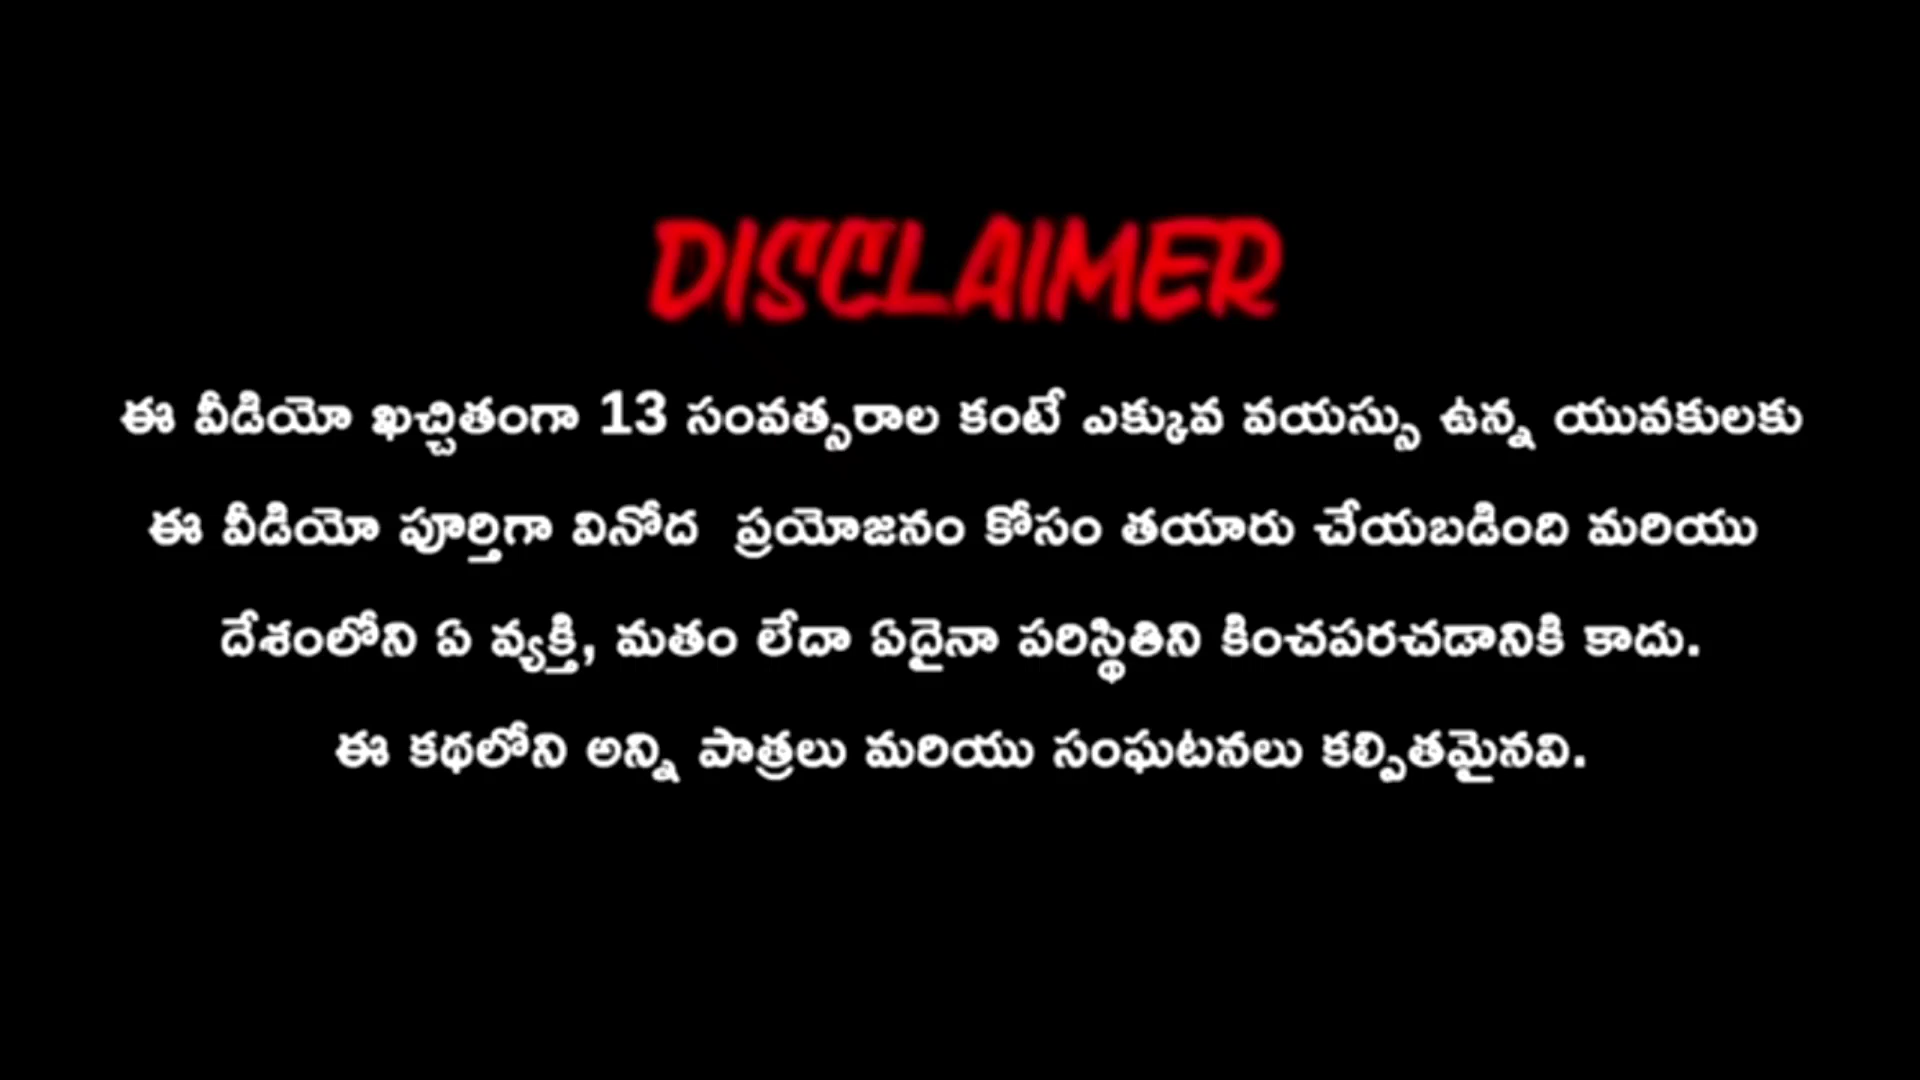 DISCLAIMER
ఈ వీడియో ఖచ్చితంగా 13 సంవత్సరాల కంటే ఎక్కువ వయస్సు ఉన్న యువకులకు
ఈ వీడియో పూర్తిగా వినోద ప్రయోజనం కోసం తయారు చేయబడింది మరియు
దేశంలోని ఏ వ్యక్తి, మతం లేదా ఏదైనా పరిస్థితిని కించపరచడానికి కాదు.
ఈ కథలోని అన్ని పాత్రలు మరియు సంఘటనలు కల్పితమైనవి.